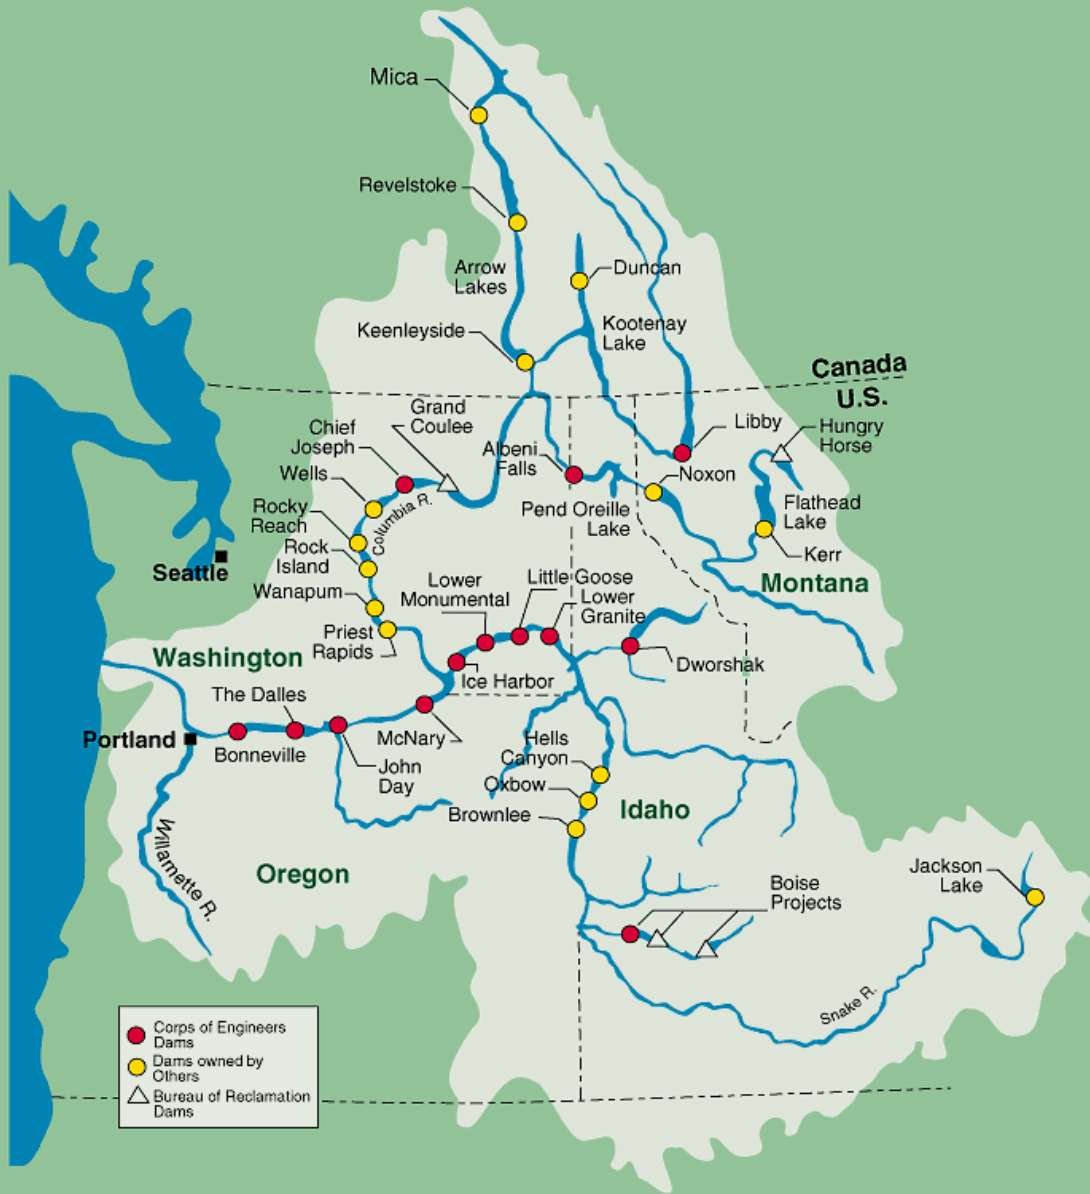 Mica
Revelstoke
Arrow
Lakes
Duncan
Keenleyside
Kootenay
Lake
Canada
U.S.
Grand
Coulee
Chief
Joseph
Libby
Hungry
Horse
Albeni
Falls
Wells
Noxon
Columbia R.
Rocky
Reach
Pend Oreille
Lake
Flathead
Lake
Rock
Island
Kerr
Seattle
Montana
Wanapum
Lower
Monumental
Little Goose
Lower
Granite
Priest
Rapids
Washington
Dworshak
Ice Harbor
The Dalles
Portland
Bonneville
McNary
John
Day
Hells
Canyon
Oxbow
Brownlee
Idaho
Willamette R.
Oregon
Boise
Projects
Jackson
Lake
Snake R.
Corps of Engineers
Dams
Dams owned by
Others
Bureau of Reclamation
Dams